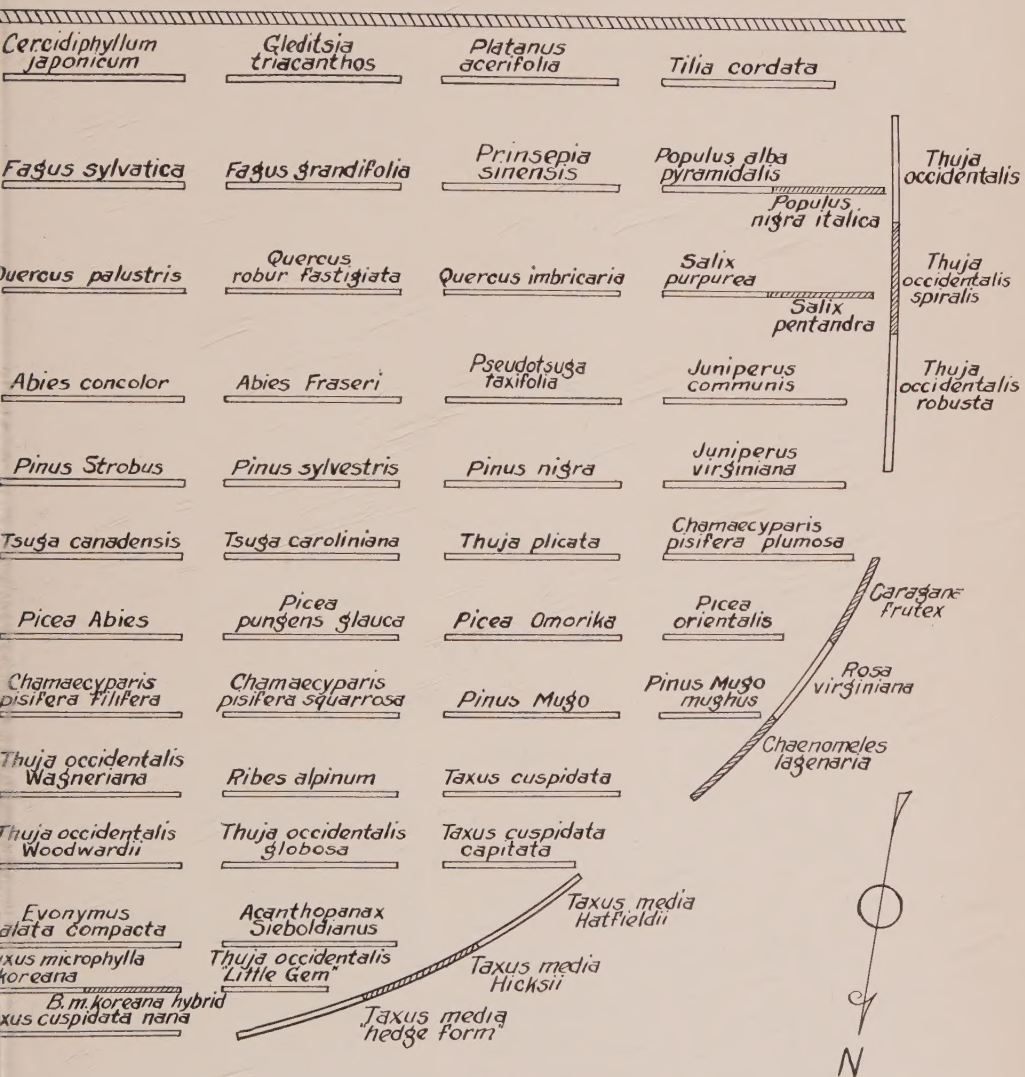 Cercidiphyllum
japonicum
Gleditsia
triacanthos
Platanus
acerifolia
Tilia cordata
Fagus sylvatica
Fagus grandifolia
Prinsepia
sinensis
Populus alba
pyramidalis
Populus
nigra italica
Thuja
occidentalis
Quercus palustris
Quercus
robur fastigiata
Quercus imbricaria
Salix
purpurea
Salix
pentandra
Thuja
occidentalis
spiralis
Abies concolor
Abies Fraseri
Pseudotsuga
taxifolia
Juniperus
communis
Thuja
occidentalis
robusta
Pinus Strobus
Pinus sylvestris
Pinus nigra
Juniperus
virginiana
Tsuga canadensis
Tsuga caroliniana
Thuja plicata
Chamaecyparis
pisifera plumosa
Picea Abies
Picea
pungens glauca
Picea Omorika
Picea
orientalis
Caragane
frutex
Rosa
virginiana
Chaenomeles
lagenaria
Chamaecyparis
pisifera filifera
Chamaecyparis
pisifera squarrosa
Pinus Mugo
Pinus Mugo
mughus
Thuja occidentalis
Wagneriana
Ribes alpinum
Taxus cuspidata
Thuja occidentalis
Woodwardii
Thuja occidentalis
globosa
Taxus cuspidata
capitata
Evonymus
alata compacta
Acanthopanax
Sieboldianus
Taxus media
Hatfieldii
xus microphylla
koreana
Thuja occidentalis
"Little Gem"
Taxus media
Hicksii
B.m.koreana hybrid
xus cuspidata nana
Taxus media
"hedge form"
N